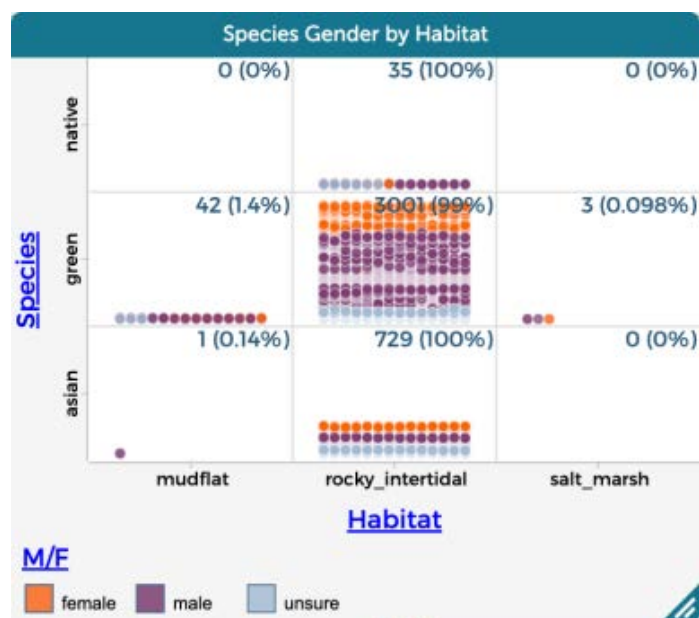 Species Gender by Habitat
0 (0%) 35 (100%) 0 (0%)
native
42 (1.4%) 3001 (99%) 3 (0.098%)
green
Species
1 (0.14%) 729 (100%) 0 (0%)
asian
mudflat rocky_intertidal salt_marsh
Habitat
M/F
female male unsure